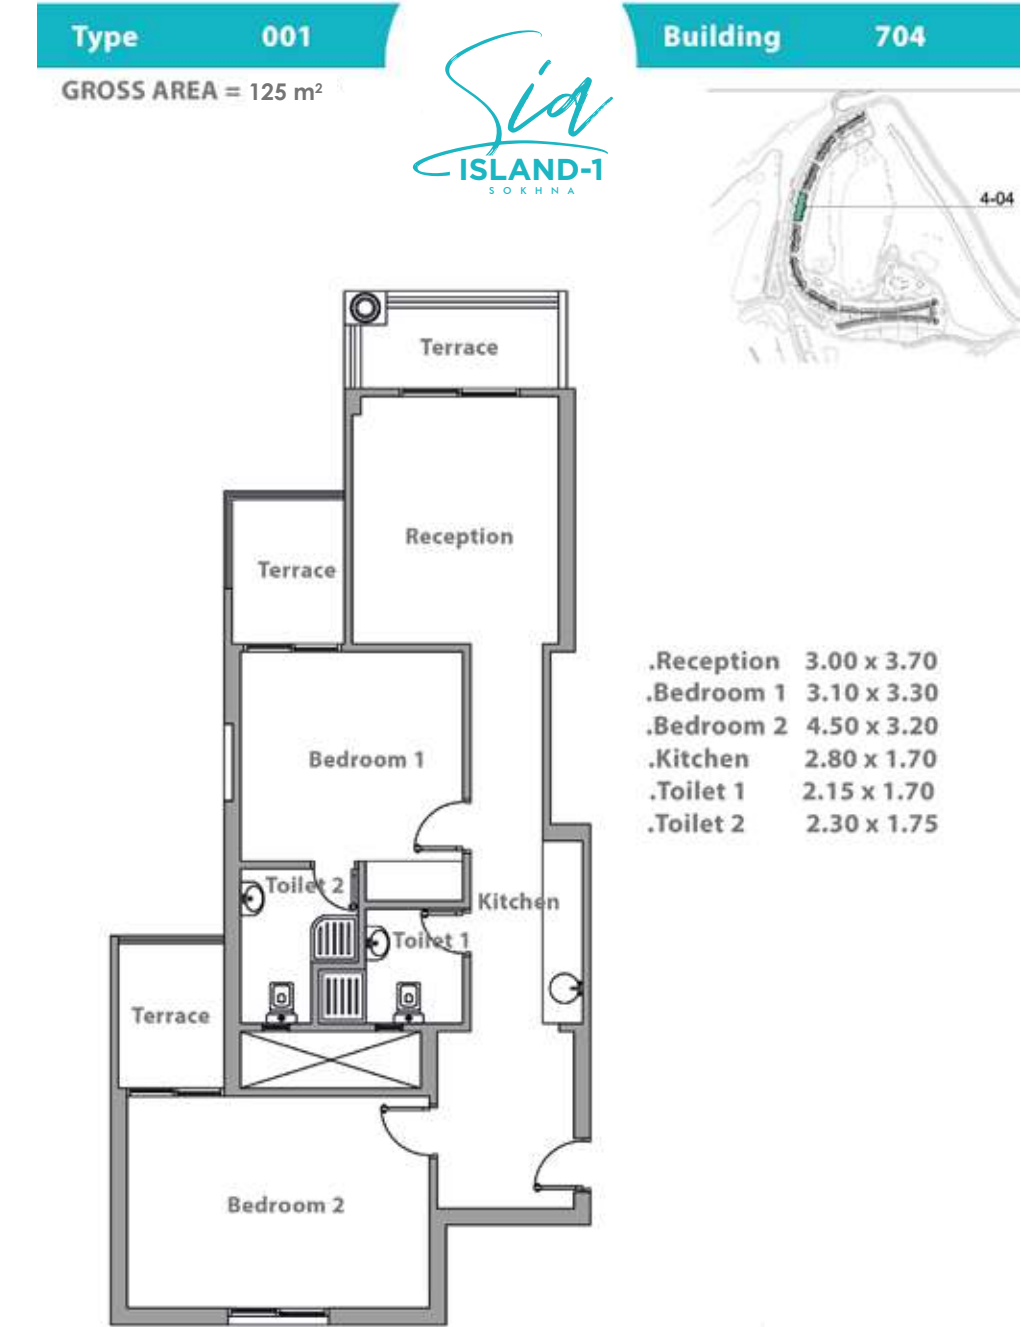 Type 001
Building 704
GROSS AREA = 125 m²
Sia
ISLAND-1
SOKHNA
4-04
Terrace
Reception
Terrace
.Reception 3.00 x 3.70
.Bedroom 1 3.10 x 3.30
.Bedroom 2 4.50 x 3.20
.Kitchen 2.80 x 1.70
.Toilet 1 2.15 x 1.70
.Toilet 2 2.30 x 1.75
Bedroom 1
Toilet 2
Kitchen
Toilet 1
Terrace
Bedroom 2